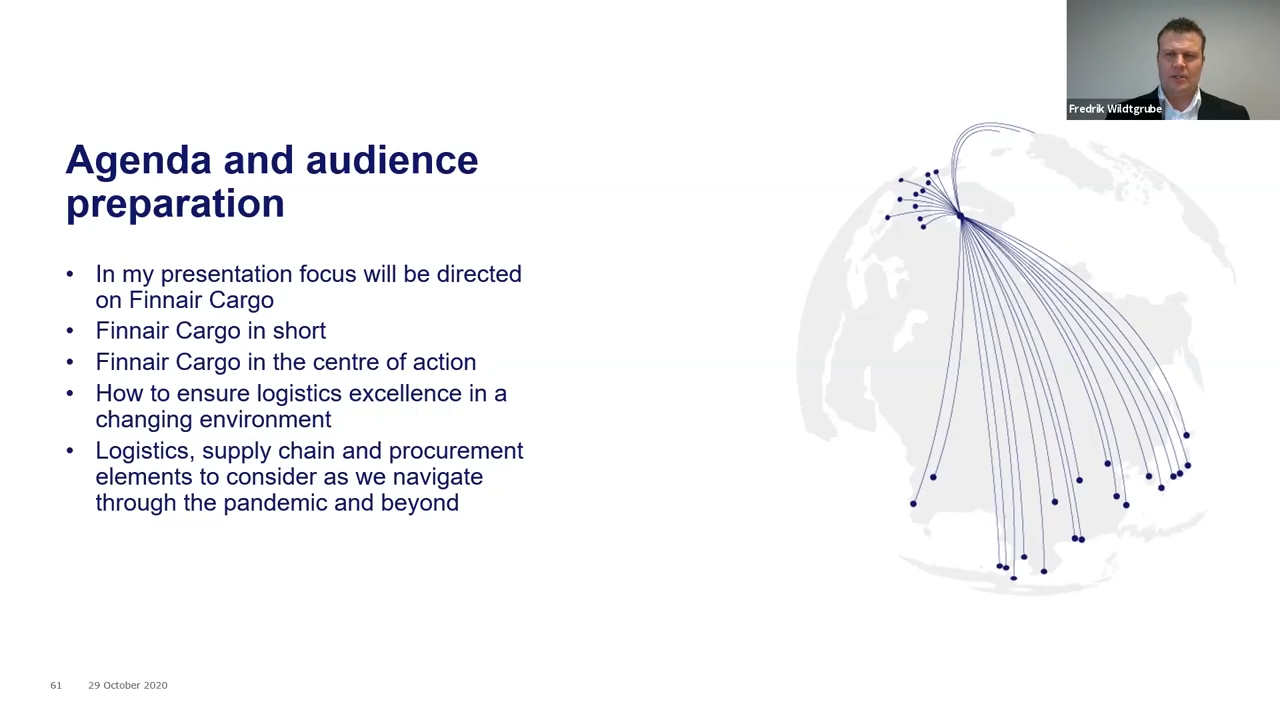 Fredrik Wildtgrube
Agenda and audience
preparation
• In my presentation focus will be directed
on Finnair Cargo
• Finnair Cargo in short
• Finnair Cargo in the centre of action
• How to ensure logistics excellence in a
changing environment
• Logistics, supply chain and procurement
elements to consider as we navigate
through the pandemic and beyond
61 29 October 2020